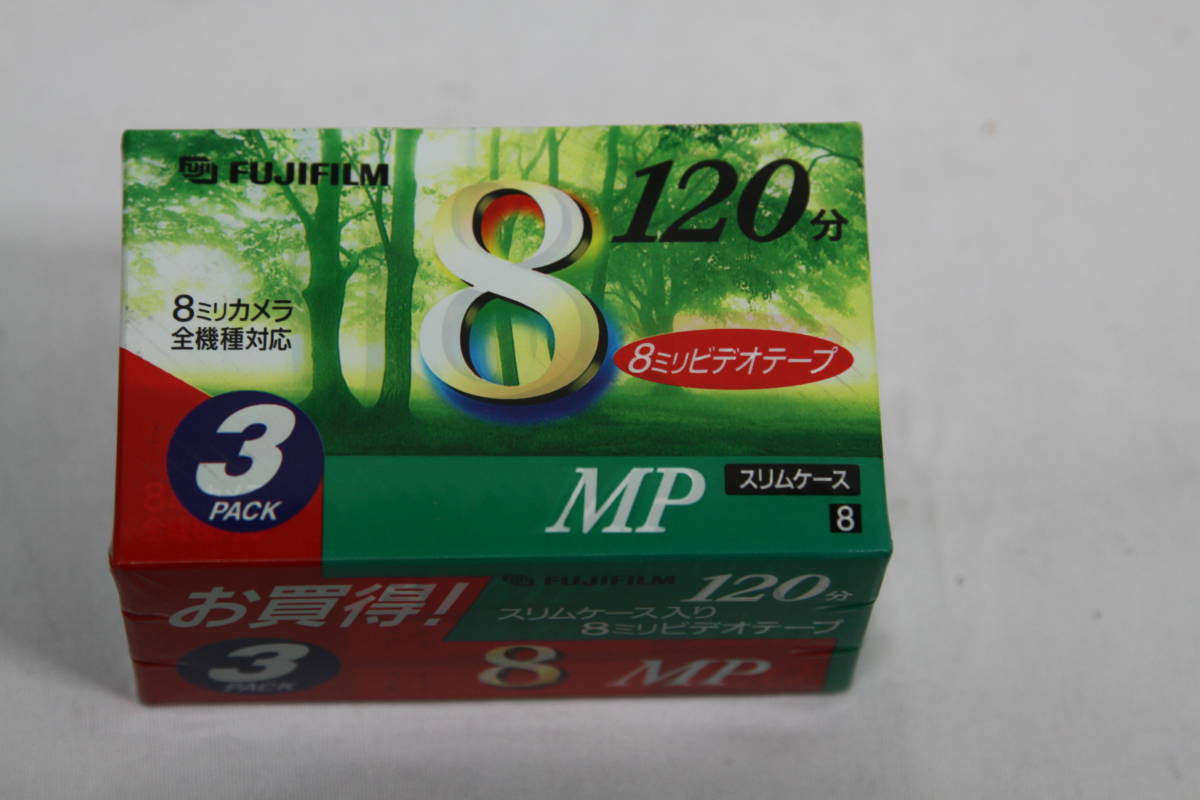 FUJI FUJIFILM
8
120分
8ミリカメラ
全機種対応
8ミリビデオテープ
3
PACK
MP
スリムケース
8
お買得!
FUJIFILM 120分
スリムケース入り
8ミリビデオテープ
3
PACK
8
MP